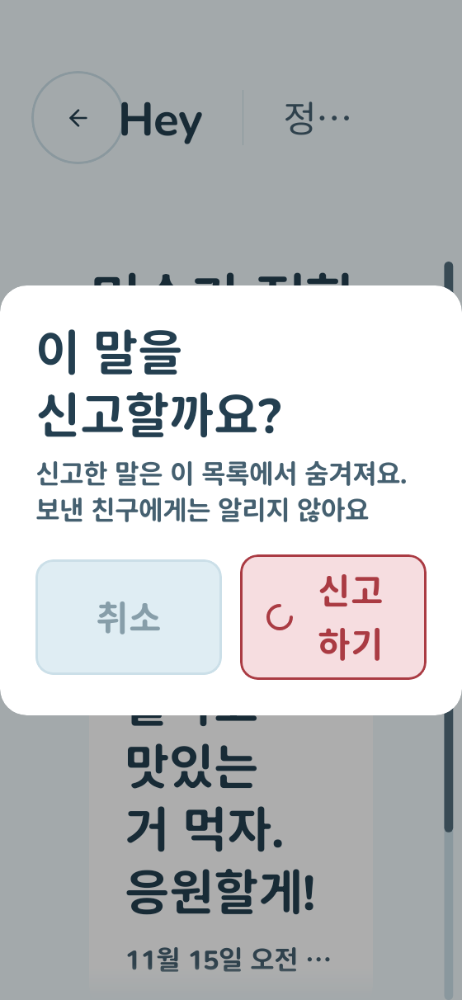 Hey
정…
이 말을
신고할까요?
신고한 말은 이 목록에서 숨겨져요.
보낸 친구에게는 알리지 않아요
취소
신고
하기
맛있는
거 먹자.
응원할게!
11월 15일 오전 …